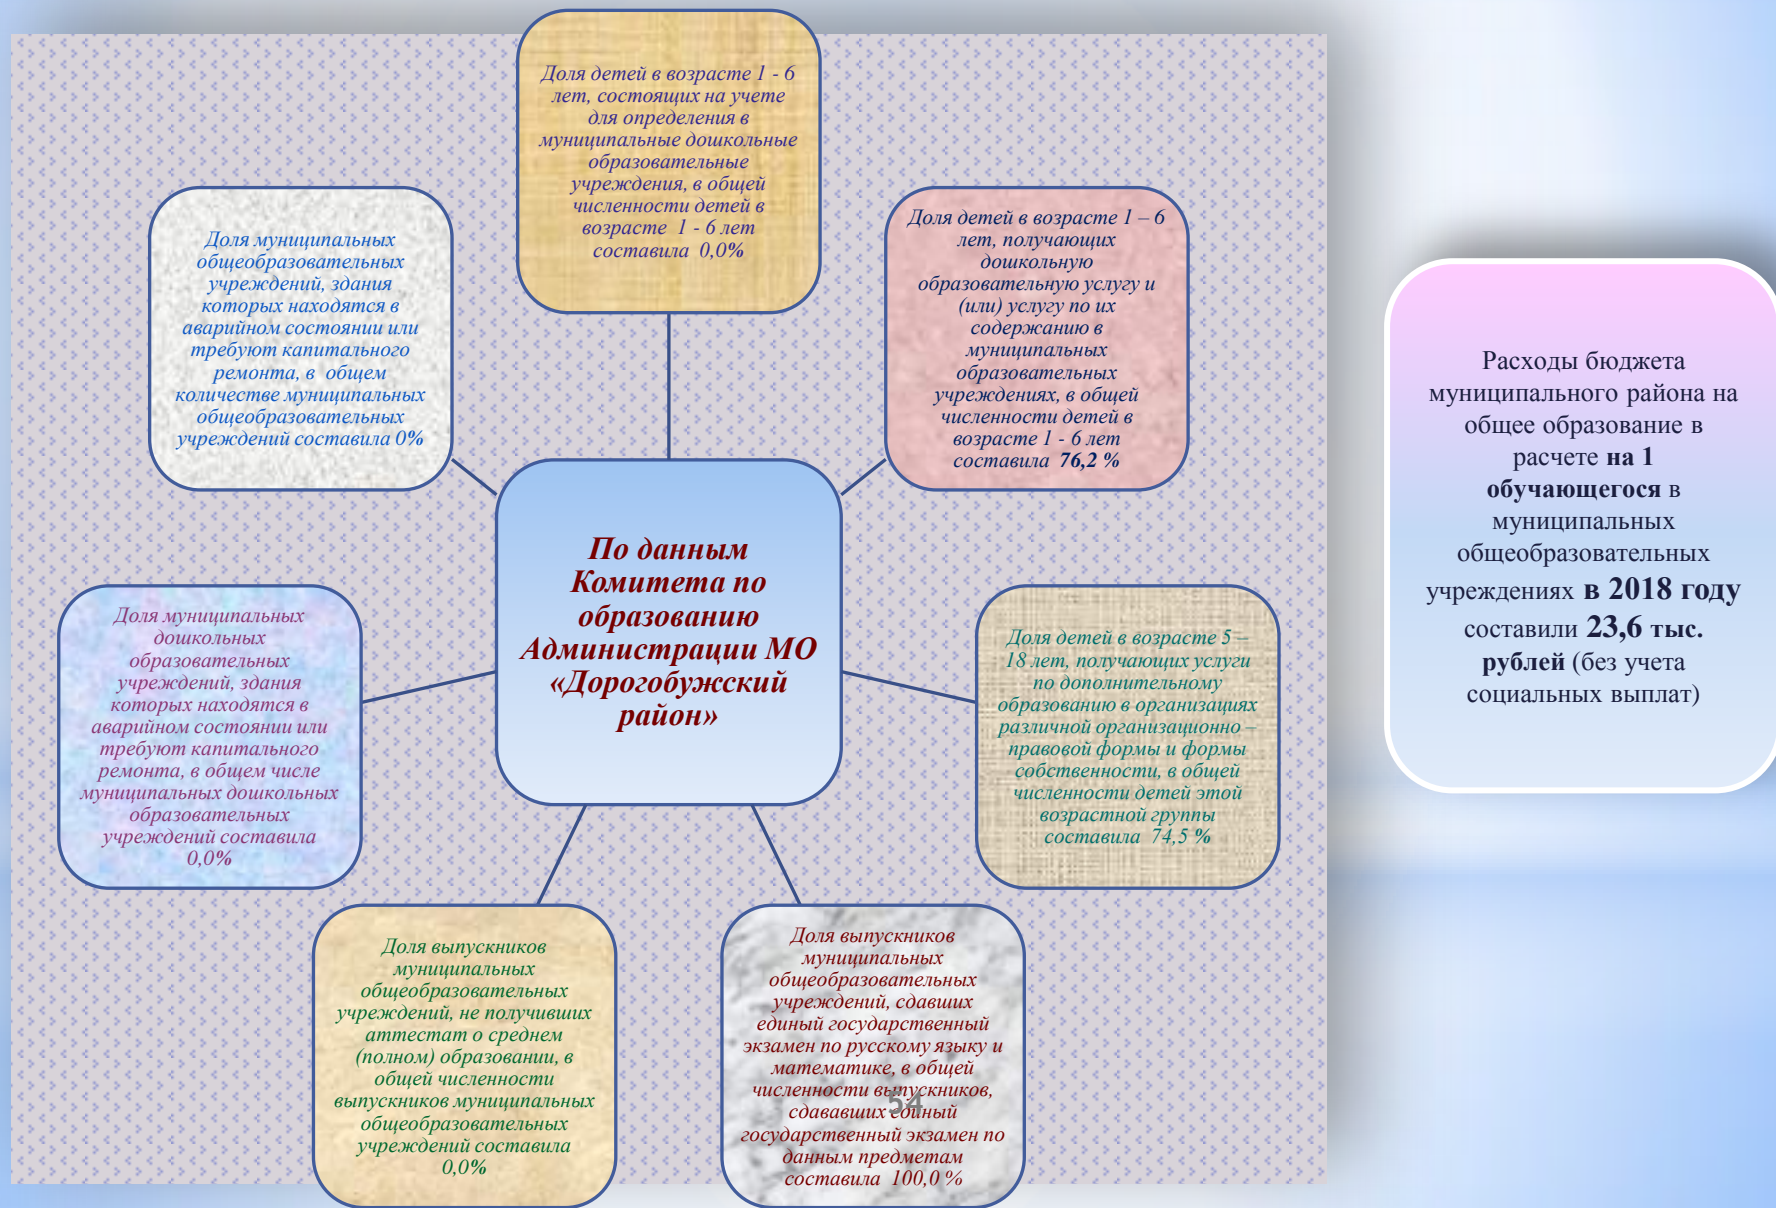 Доля детей в возрасте 1 - 6
лет, состоящих на учете
для определения в
муниципальные дошкольные
образовательные
учреждения, в общей
численности детей в
возрасте 1 - 6 лет
составила 0,0%
Доля детей в возрасте 1 – 6
лет, получающих
дошкольную
образовательную услугу и
(или) услугу по их
содержанию в
муниципальных
образовательных
учреждениях, в общей
численности детей в
возрасте 1 - 6 лет
составила 76,2 %
Доля детей в возрасте 5 –
18 лет, получающих услуги
по дополнительному
образованию в организациях
различной организационно –
правовой формы и формы
собственности, в общей
численности детей этой
возрастной группы
составила 74,5 %
Доля выпускников
муниципальных
общеобразовательных
учреждений, сдавших
единый государственный
экзамен по русскому языку и
математике, в общей
численности выпускников,
сдававших единый
государственный экзамен по
данным предметам
составила 100,0 %
54
Доля выпускников
муниципальных
общеобразовательных
учреждений, не получивших
аттестат о среднем
(полном) образовании, в
общей численности
выпускников муниципальных
общеобразовательных
учреждений составила
0,0%
Доля муниципальных
дошкольных
образовательных
учреждений, здания
которых находятся в
аварийном состоянии или
требуют капитального
ремонта, в общем числе
муниципальных дошкольных
образовательных
учреждений составила
0,0%
Доля муниципальных
общеобразовательных
учреждений, здания
которых находятся в
аварийном состоянии или
требуют капитального
ремонта, в общем
количестве муниципальных
общеобразовательных
учреждений составила 0%
По данным
Комитета по
образованию
Администрации МО
«Дорогобужский
район»
Расходы бюджета
муниципального района на
общее образование в
расчете на 1
обучающегося в
муниципальных
общеобразовательных
учреждениях в 2018 году
составили 23,6 тыс.
рублей (без учета
социальных выплат)